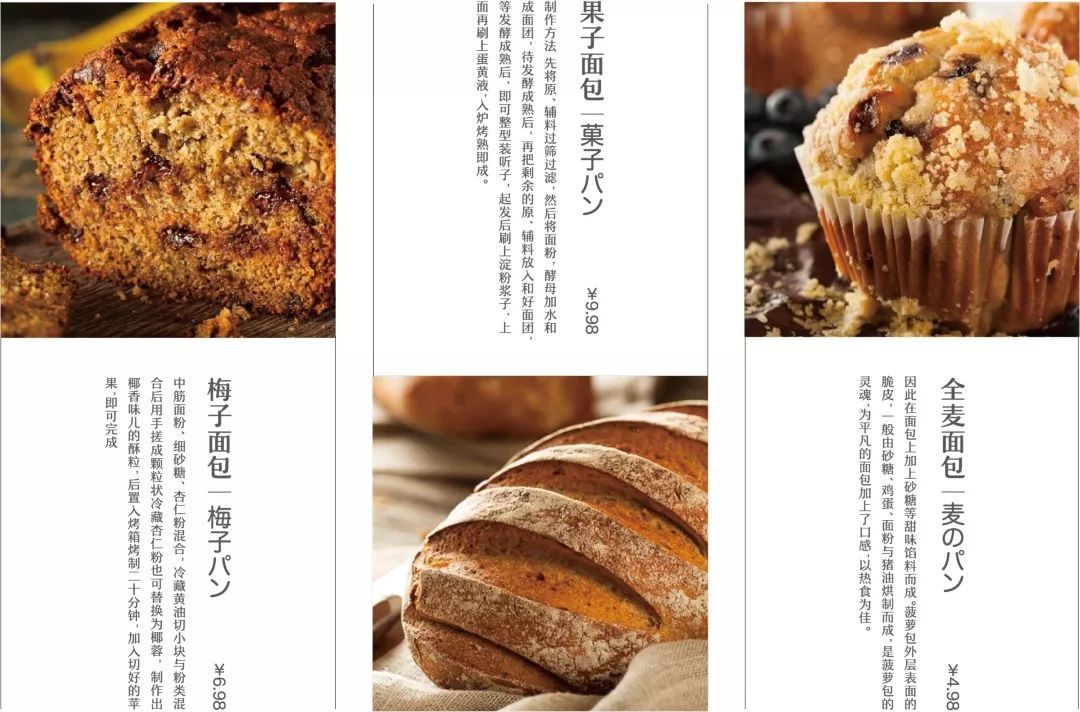 梅子面包｜梅子パン
¥6.98
中筋面粉、细砂糖、杏仁粉混合，冷藏黄油切小块与粉类混
合后用手搓成颗粒状冷藏杏仁粉也可替换为椰蓉，制作出
椰香味儿的酥粒，后置入烤箱烤制二十分钟，加入切好的苹
果，即可完成
果子面包｜菓子パン
¥9.98
制作方法 先将原、辅料过筛过滤，然后将面粉，酵母加水和
成面团，待发酵成熟后，再把剩余的原、辅料放入和好面团，
等发酵成熟后，即可整型装听子，起发后刷上淀粉浆子，上
面再刷上蛋黄液，入炉烤熟即成。
全麦面包｜麦のパン
¥4.98
因此在面包上加上砂糖等甜味馅料而成。菠萝包外层表面的
脆皮，一般由砂糖、鸡蛋、面粉与猪油烘制而成，是菠萝包的
灵魂，为平凡的面包加上了口感，以热食为佳。